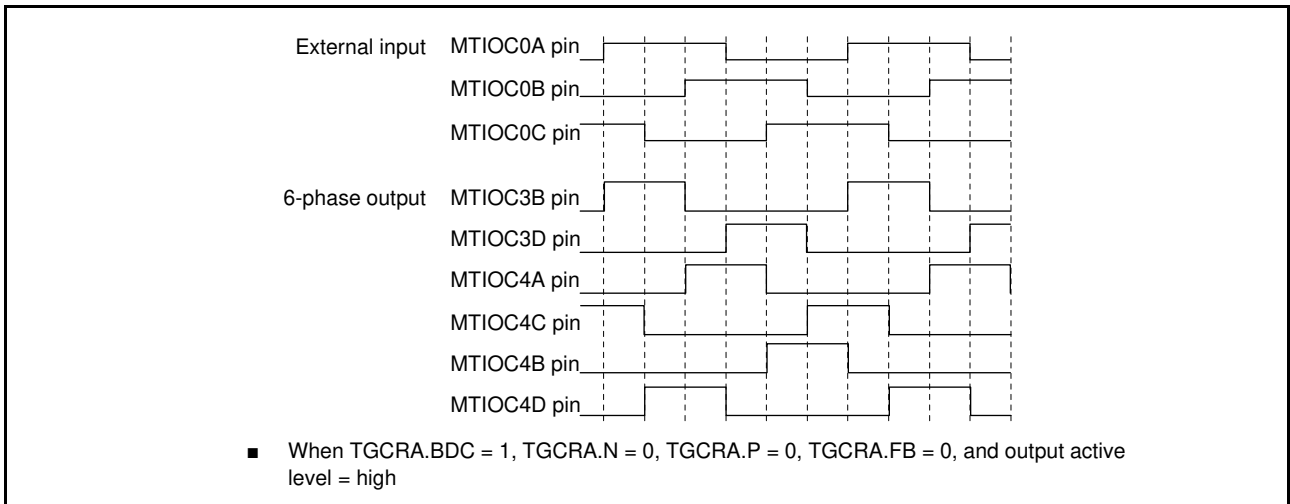 External input MTIOC0A pin
MTIOC0B pin
MTIOC0C pin
6-phase output MTIOC3B pin
MTIOC3D pin
MTIOC4A pin
MTIOC4C pin
MTIOC4B pin
MTIOC4D pin
■ When TGCRA.BDC = 1, TGCRA.N = 0, TGCRA.P = 0, TGCRA.FB = 0, and output active
level = high